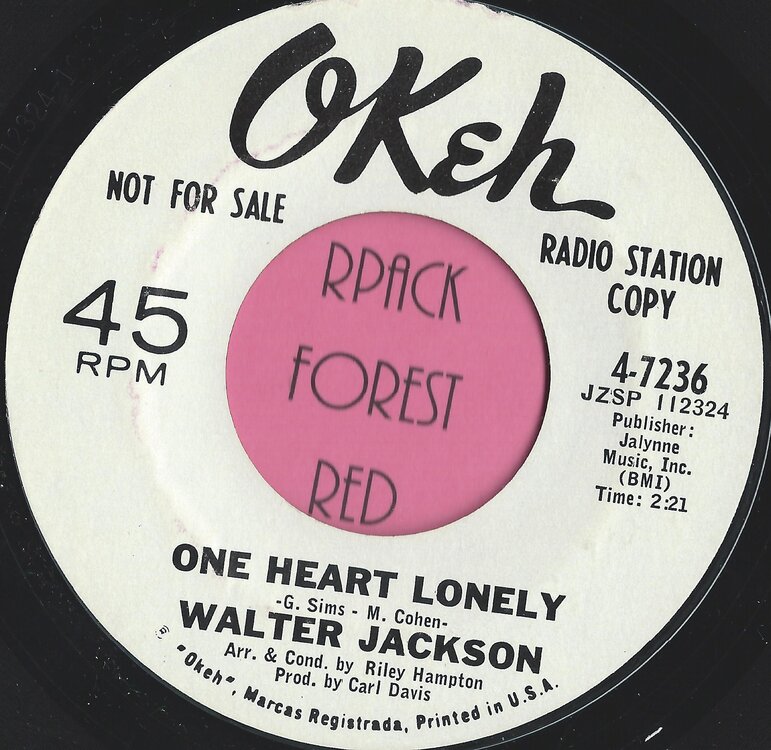 OKeh
NOT FOR SALE
RADIO STATION
COPY
45
RPM
RPACK
FOREST
RED
4-7236
JZSP 112324
Publisher:
Jalynne
Music, Inc.
(BMI)
Time: 2:21
ONE HEART LONELY
-G. Sims - M. Cohen-
WALTER JACKSON
Arr. & Cond. by Riley Hampton
Prod. by Carl Davis
® "Okeh", Marcas Registrada, Printed in U.S.A.